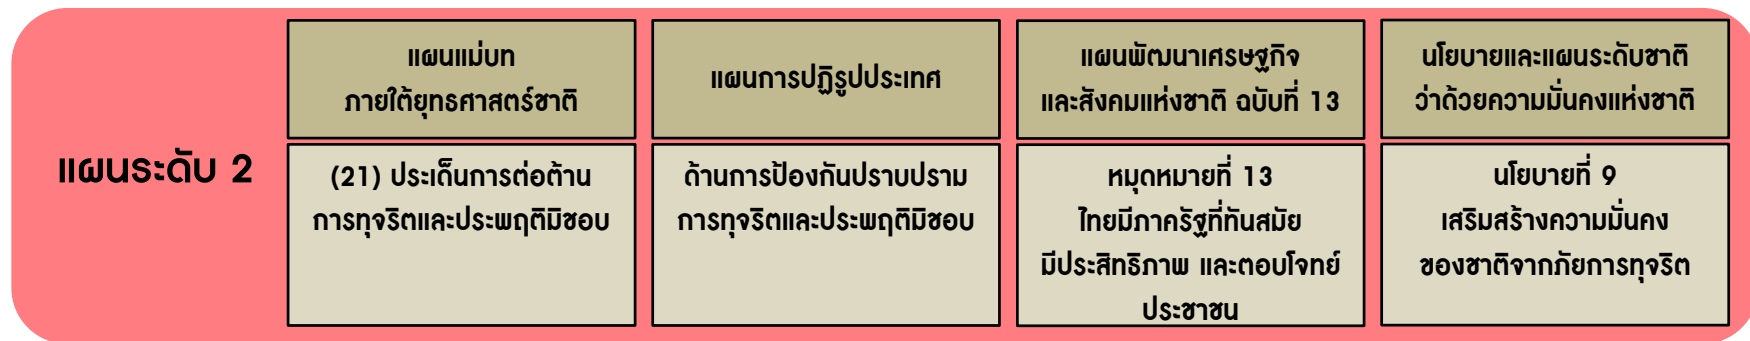 แผนระดับ 2
แผนแม่บท
ภายใต้ยุทธศาสตร์ชาติ
(21) ประเด็นการต่อต้าน
การทุจริตและประพฤติมิชอบ
แผนการปฏิรูปประเทศ
ด้านการป้องกันปราบปราม
การทุจริตและประพฤติมิชอบ
แผนพัฒนาเศรษฐกิจ
และสังคมแห่งชาติ ฉบับที่ 13
หมุดหมายที่ 13
ไทยมีภาครัฐที่ทันสมัย
มีประสิทธิภาพ และตอบโจทย์
ประชาชน
นโยบายและแผนระดับชาติ
ว่าด้วยความมั่นคงแห่งชาติ
นโยบายที่ 9
เสริมสร้างความมั่นคง
ของชาติจากภัยการทุจริต